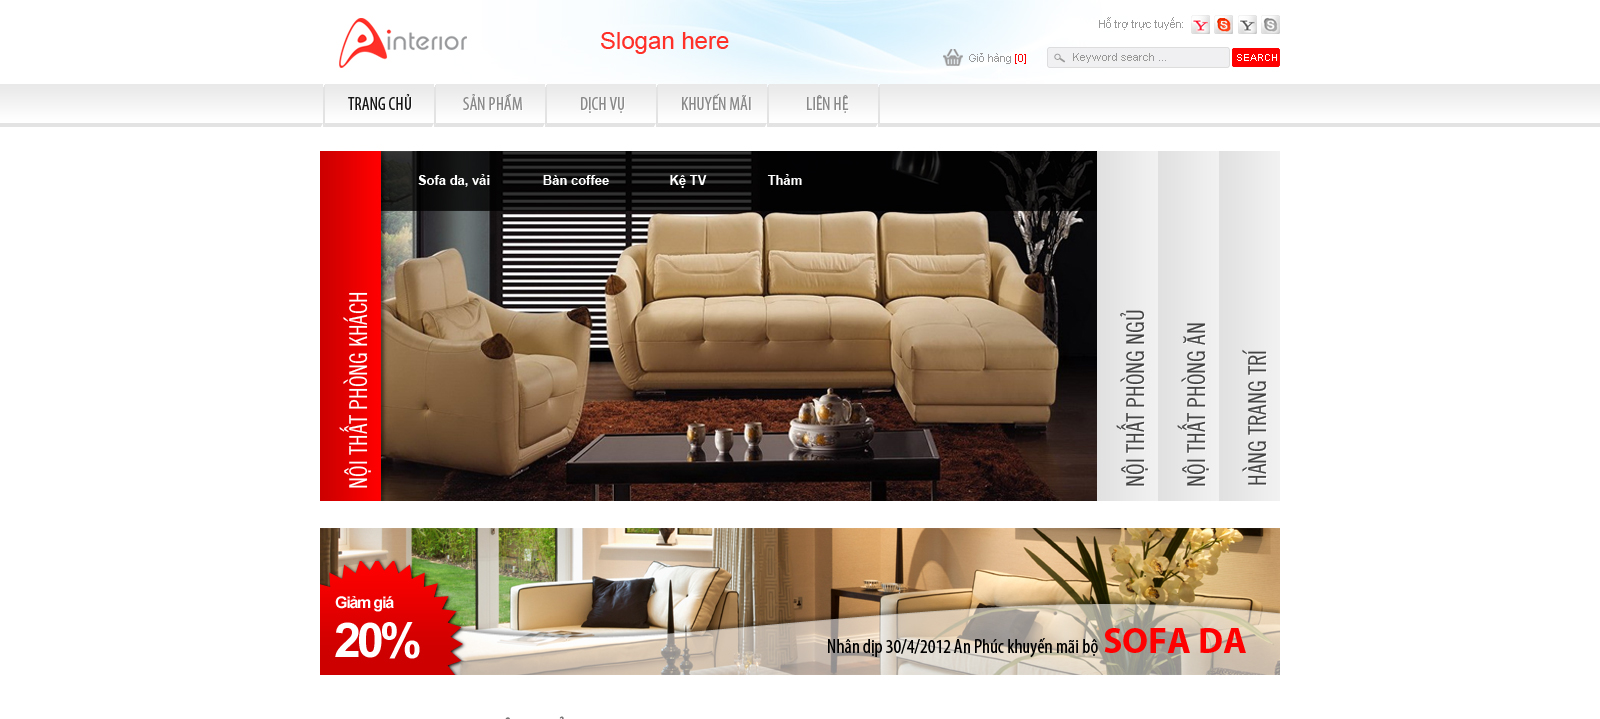 interior
Slogan here
Hỗ trợ trực tuyến:
Giỏ hàng [0]
Keyword search ...
SEARCH
TRANG CHỦ
SẢN PHẨM
DỊCH VỤ
KHUYẾN MÃI
LIÊN HỆ
Sofa da, vải
Bàn coffee
Kệ TV
Thảm
NỘI THẤT PHÒNG KHÁCH
NỘI THẤT PHÒNG NGỦ
NỘI THẤT PHÒNG ĂN
HÀNG TRANG TRÍ
Giảm giá
20%
Nhân dịp 30/4/2012 An Phúc khuyến mãi bộ SOFA DA